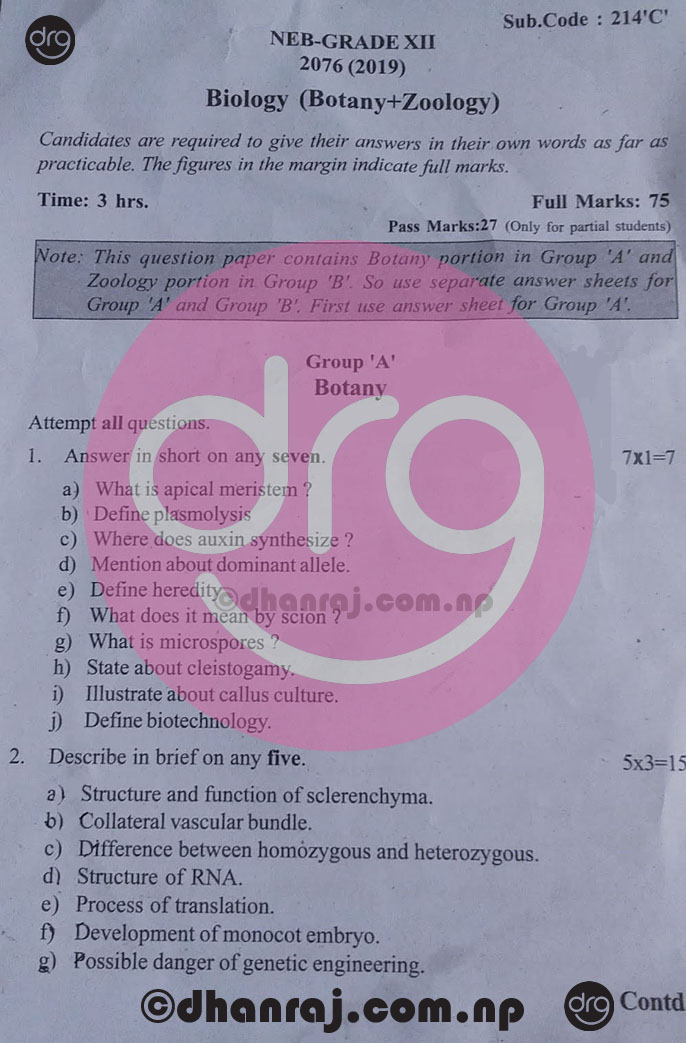 drg
Sub.Code : 214'C'
NEB-GRADE XII
2076 (2019)
Biology (Botany+Zoology)
Candidates are required to give their answers in their own words as far as
practicable. The figures in the margin indicate full marks.
Time: 3 hrs. Full Marks: 75
Pass Marks:27 (Only for partial students)
Note: This question paper contains Botany portion in Group 'A' and
Zoology portion in Group 'B'. So use separate answer sheets for
Group 'A' and Group 'B'. First use answer sheet for Group 'A'.
Group 'A'
Botany
Attempt all questions.
1. Answer in short on any seven. 7x1=7
a) What is apical meristem ?
b) Define plasmolysis
c) Where does auxin synthesize ?
d) Mention about dominant allele.
e) Define heredity
f) What does it mean by scion ?
g) What is microspores ?
h) State about cleistogamy.
i) Illustrate about callus culture.
j) Define biotechnology.
drg
©dhanraj.com.np
2. Describe in brief on any five. 5x3=15
a) Structure and function of sclerenchyma.
b) Collateral vascular bundle.
c) Difference between homozygous and heterozygous.
d) Structure of RNA.
e) Process of translation.
f) Development of monocot embryo.
g) Possible danger of genetic engineering.
©dhanraj.com.np drg Contd